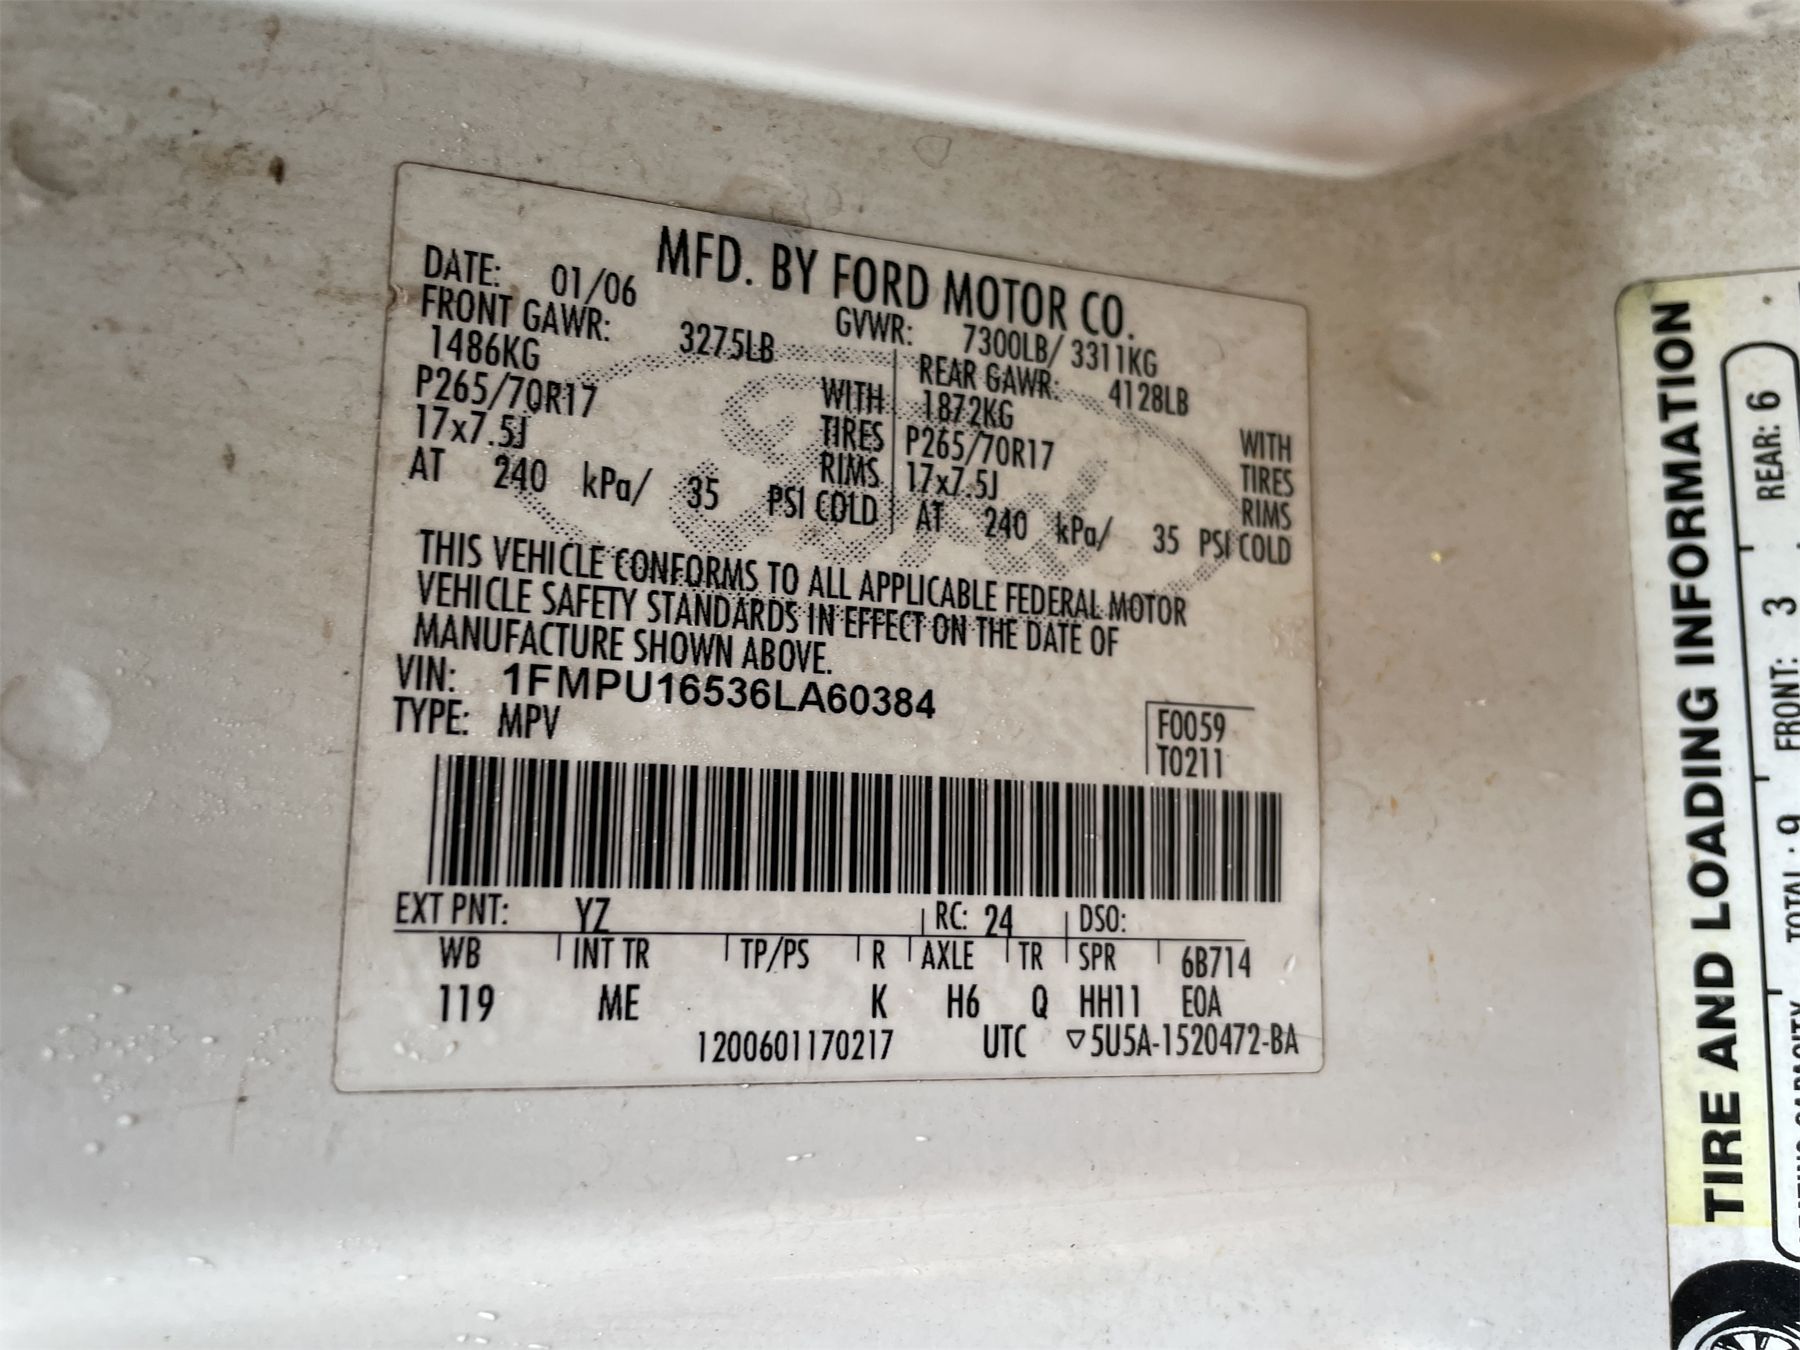 MFD. BY FORD MOTOR CO.
DATE: 01/06 GVWR: 7300LB/ 3311KG
FRONT GAWR: 3275LB REAR GAWR: 4128LB
1486KG WITH 1872KG WITH
P265/70R17 TIRES P265/70R17 TIRES
17x7.5J RIMS 17x7.5J RIMS
AT 240 kPa/ 35 PSI COLD AT 240 kPa/ 35 PSI COLD
THIS VEHICLE CONFORMS TO ALL APPLICABLE FEDERAL MOTOR
VEHICLE SAFETY STANDARDS IN EFFECT ON THE DATE OF
MANUFACTURE SHOWN ABOVE.
VIN: 1FMPU16536LA60384
TYPE: MPV
F0059
T0211
EXT PNT: YZ RC: 24 DSO:
WB INT TR TP/PS R AXLE TR SPR 6B714
119 ME K H6 Q HH11 EOA
1200601170217 UTC ▽5U5A-1520472-BA
TIRE AND LOADING INFORMATION
TOTAL: 9 FRONT: 3 REAR: 6